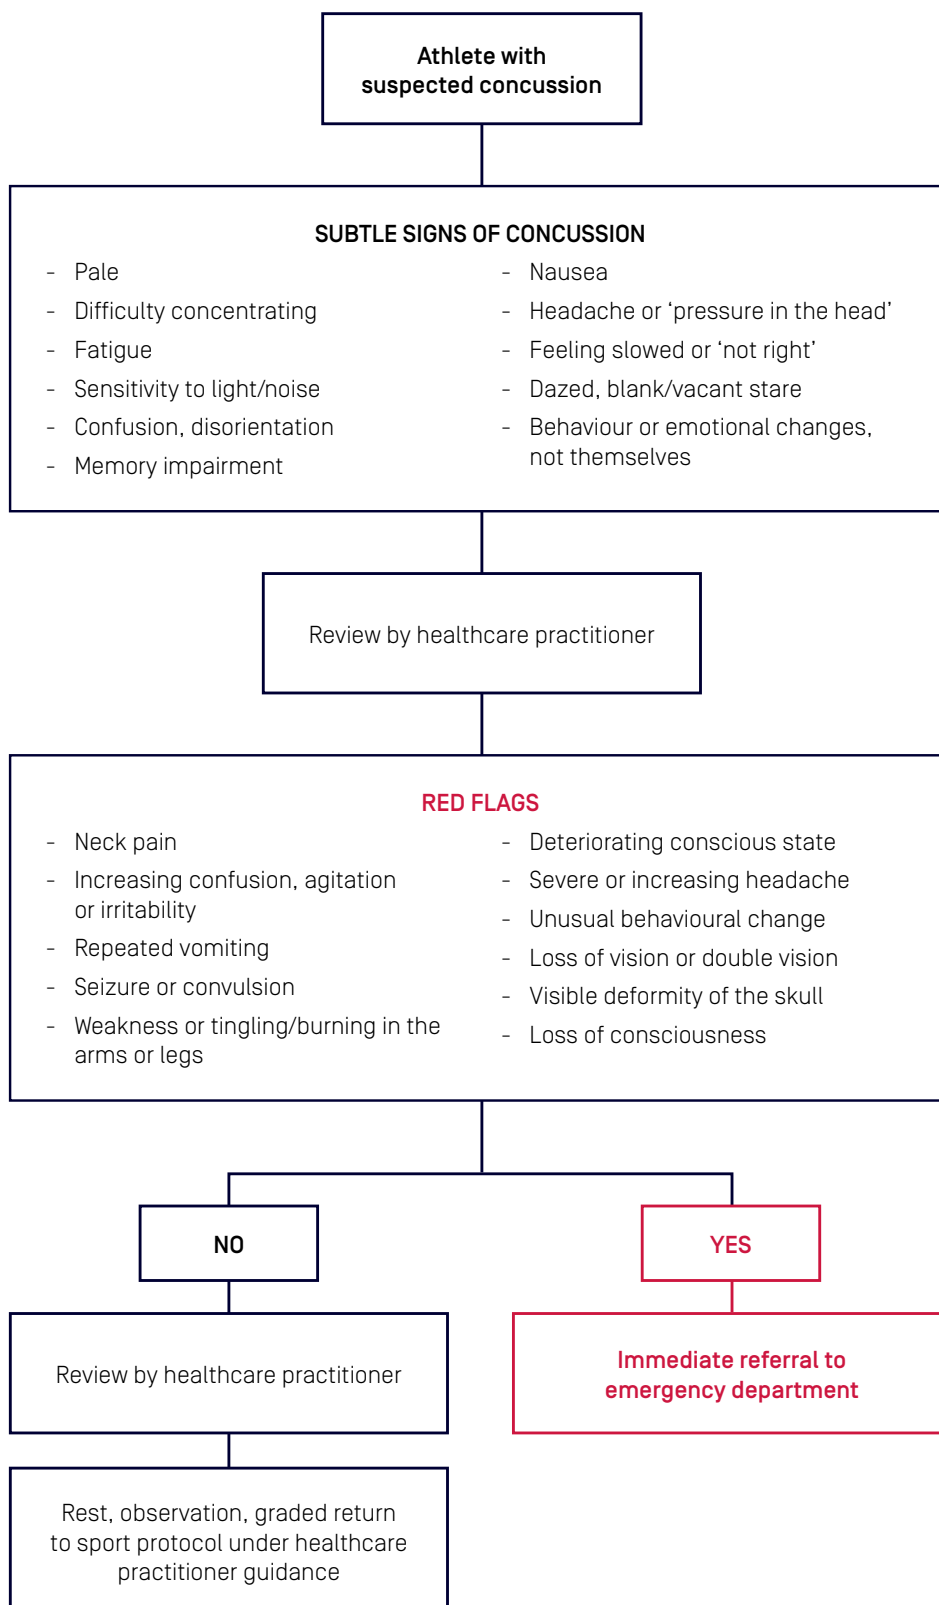 Athlete with
suspected concussion
SUBTLE SIGNS OF CONCUSSION
- Pale
- Difficulty concentrating
- Fatigue
- Sensitivity to light/noise
- Confusion, disorientation
- Memory impairment
- Nausea
- Headache or ‘pressure in the head’
- Feeling slowed or ‘not right’
- Dazed, blank/vacant stare
- Behaviour or emotional changes,
not themselves
Review by healthcare practitioner
RED FLAGS
- Neck pain
- Increasing confusion, agitation
or irritability
- Repeated vomiting
- Seizure or convulsion
- Weakness or tingling/burning in the
arms or legs
- Deteriorating conscious state
- Severe or increasing headache
- Unusual behavioural change
- Loss of vision or double vision
- Visible deformity of the skull
- Loss of consciousness
NO
YES
Review by healthcare practitioner
Immediate referral to
emergency department
Rest, observation, graded return
to sport protocol under healthcare
practitioner guidance